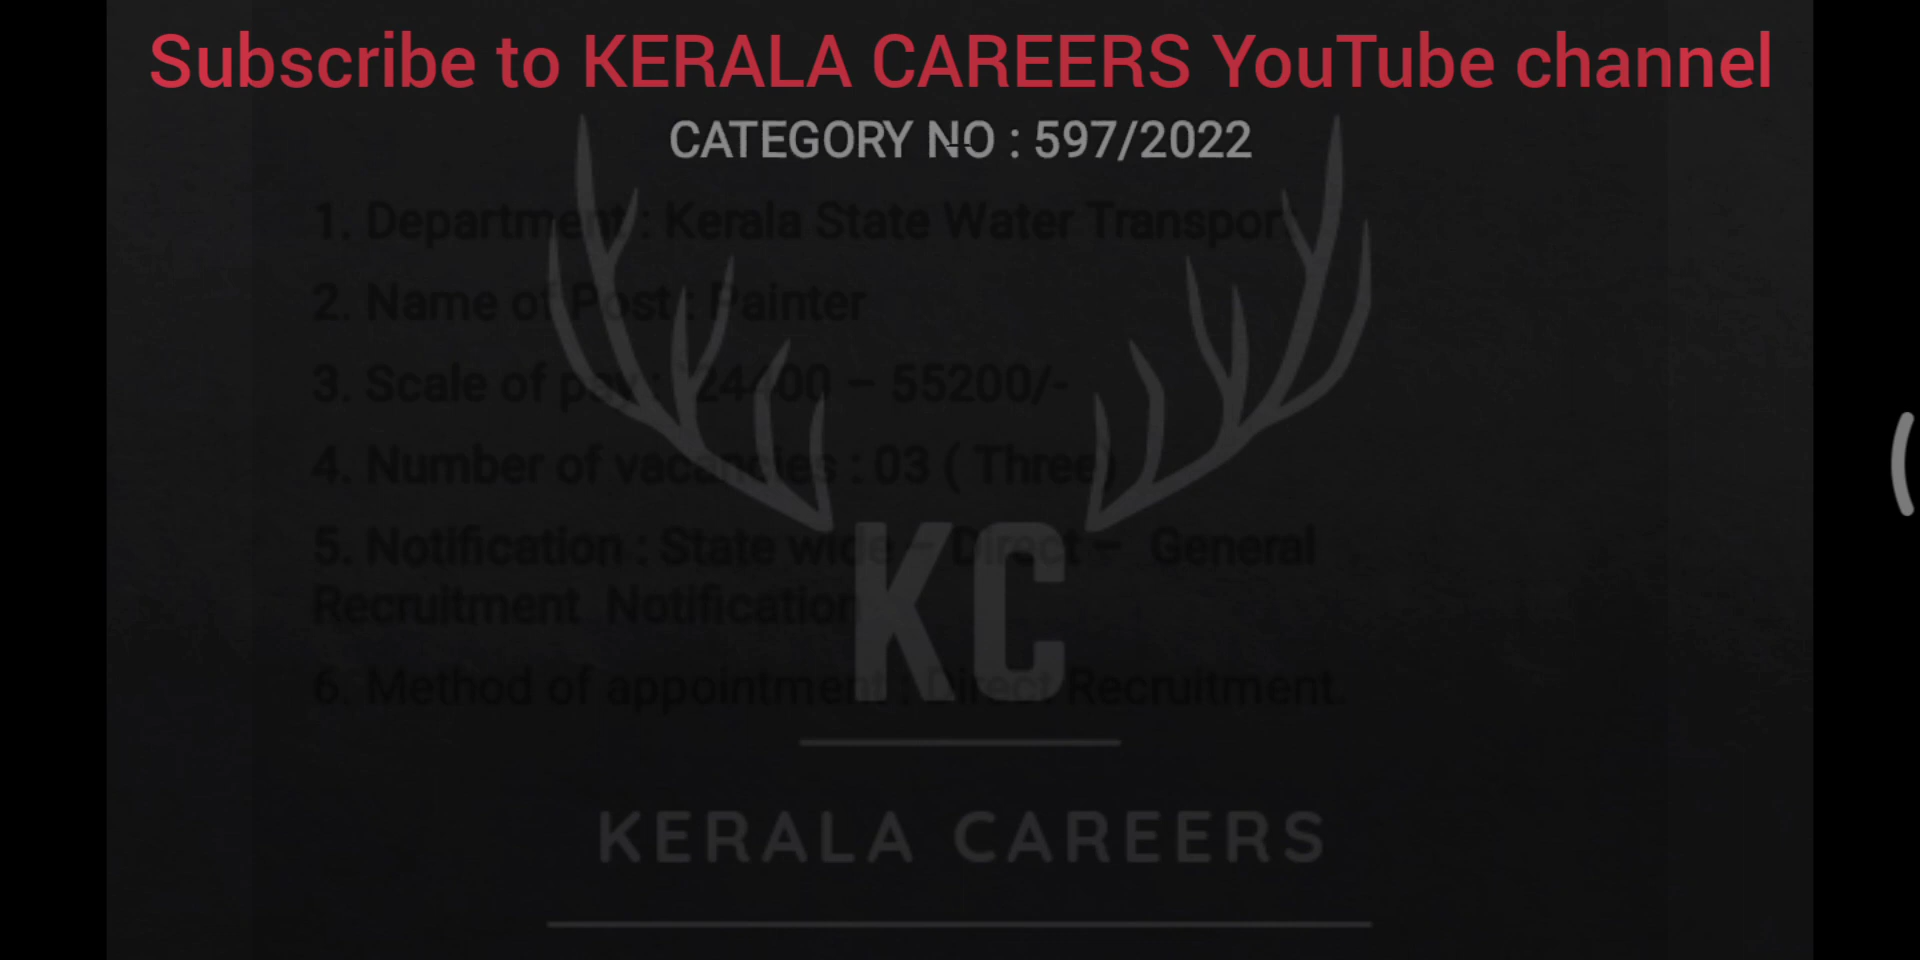 Subscribe to KERALA CAREERS YouTube channel
CATEGORY NO : 597/2022
1. Department : Kerala State Water Transport
2. Name of Post : Painter
3. Scale of pay : ₹24400 – 55200/-
4. Number of vacancies : 03 ( Three)
5. Notification : State wide – Direct – General
Recruitment Notification
6. Method of appointment : Direct Recruitment.
KC
KERALA CAREERS